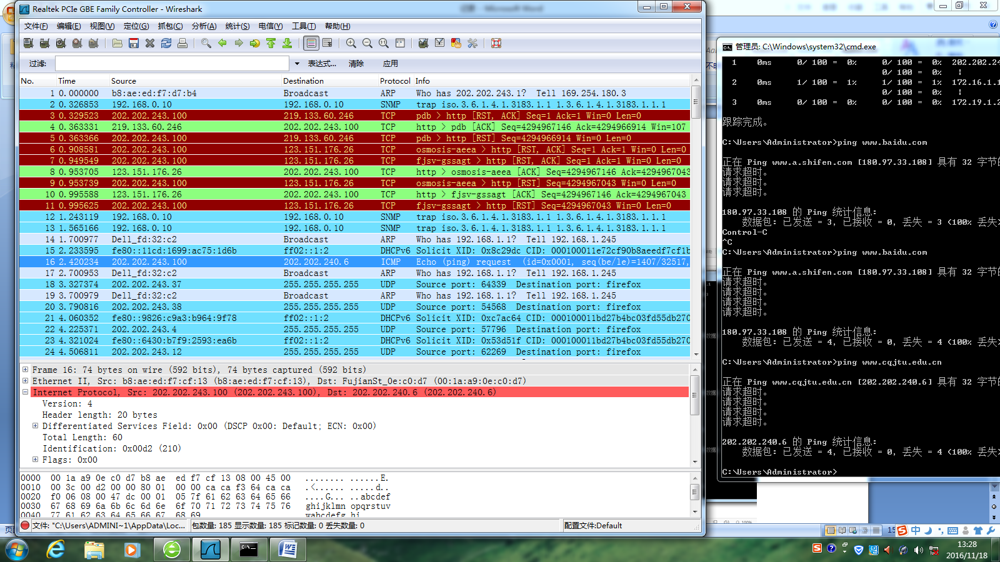 Realtek PCIe GBE Family Controller - Wireshark
文件(F) 编辑(E) 视图(V) 定位(G) 抓包(C) 分析(A) 统计(S) 电信(Y) 工具(T) 帮助(H)
过滤: 表达式... 清除 应用
No. Time Source Destination Protocol Info
1 0.000000 b8:ae:ed:f7:d7:b4 Broadcast ARP Who has 202.202.243.1? Tell 169.254.180.3
2 0.326853 192.168.0.10 192.168.0.10 SNMP trap iso.3.6.1.4.1.3183.1.1 1.3.6.1.4.1.3183.1.1.1
3 0.329523 202.202.243.100 219.133.60.246 TCP pdb > http [RST, ACK] Seq=1 Ack=1 Win=0 Len=0
4 0.363331 219.133.60.246 202.202.243.100 TCP http > pdb [ACK] Seq=4294967146 Ack=4294966914 Win=107
5 0.363366 202.202.243.100 219.133.60.246 TCP pdb > http [RST] Seq=4294966914 Win=0 Len=0
6 0.908581 202.202.243.100 123.151.176.26 TCP osmosis-aeea > http [RST, ACK] Seq=1 Ack=1 Win=0 Len=0
7 0.949549 202.202.243.100 123.151.176.26 TCP fjsv-gssagt > http [RST, ACK] Seq=1 Ack=1 Win=0 Len=0
8 0.953705 123.151.176.26 202.202.243.100 TCP http > osmosis-aeea [ACK] Seq=4294967146 Ack=4294967043
9 0.953739 202.202.243.100 123.151.176.26 TCP osmosis-aeea > http [RST] Seq=4294967043 Win=0 Len=0
10 0.995588 123.151.176.26 202.202.243.100 TCP http > fjsv-gssagt [ACK] Seq=4294967146 Ack=4294967043
11 0.995625 202.202.243.100 123.151.176.26 TCP fjsv-gssagt > http [RST] Seq=4294967043 Win=0 Len=0
12 1.243119 192.168.0.10 192.168.0.10 SNMP trap iso.3.6.1.4.1.3183.1.1 1.3.6.1.4.1.3183.1.1.1
13 1.565166 192.168.0.10 192.168.0.10 SNMP trap iso.3.6.1.4.1.3183.1.1 1.3.6.1.4.1.3183.1.1.1
14 1.700977 Dell_fd:32:c2 Broadcast ARP Who has 192.168.1.1? Tell 192.168.1.245
15 2.233595 fe80::11cd:1699:ac75:1d6b ff02::1:2 DHCPv6 Solicit XID: 0x8c29dc CID: 000100011e72cf90b8aeedf7cf1b
16 2.420234 202.202.243.100 202.202.240.6 ICMP Echo (ping) request (id=0x0001, seq(be/le)=1407/32517,
17 2.700953 Dell_fd:32:c2 Broadcast ARP Who has 192.168.1.1? Tell 192.168.1.245
18 3.327374 202.202.243.37 255.255.255.255 UDP Source port: 64339 Destination port: firefox
19 3.700979 Dell_fd:32:c2 Broadcast ARP Who has 192.168.1.1? Tell 192.168.1.245
20 3.790816 202.202.243.38 255.255.255.255 UDP Source port: 54568 Destination port: firefox
21 4.060352 fe80::9826:c9a3:b964:9f78 ff02::1:2 DHCPv6 Solicit XID: 0xc7ac64 CID: 000100011bd27b4bc03fd55db270
22 4.225371 202.202.243.4 255.255.255.255 UDP Source port: 57796 Destination port: firefox
23 4.321024 fe80::6430:b7f9:2593:ea6b ff02::1:2 DHCPv6 Solicit XID: 0x53d51f CID: 000100011bd27b4bc03fd55db270
24 4.506811 202.202.243.12 255.255.255.255 UDP Source port: 62269 Destination port: firefox
Frame 16: 74 bytes on wire (592 bits), 74 bytes captured (592 bits)
Ethernet II, Src: b8:ae:ed:f7:cf:13 (b8:ae:ed:f7:cf:13), Dst: FujianSt_0e:c0:d7 (00:1a:a9:0e:c0:d7)
Internet Protocol, Src: 202.202.243.100 (202.202.243.100), Dst: 202.202.240.6 (202.202.240.6)
Version: 4
Header length: 20 bytes
Differentiated Services Field: 0x00 (DSCP 0x00: Default; ECN: 0x00)
Total Length: 60
Identification: 0x00d2 (210)
Flags: 0x00
0000 00 1a a9 0e c0 d7 b8 ae ed f7 cf 13 08 00 45 00 ........ ......E.
0010 00 3c 00 d2 00 00 80 01 00 00 ca ca f3 64 ca ca .<...... .....d..
0020 f0 06 08 00 47 dc 00 01 05 7f 61 62 63 64 65 66 ....G... ..abcdef
0030 67 68 69 6a 6b 6c 6d 6e 6f 70 71 72 73 74 75 76 ghijklmn opqrstuv
0040 77 61 62 63 64 65 66 67 68 69 wabcdefg hi
文件: "C:\Users\ADMINI~1\AppData\Loc... 包数量: 185 显示数量: 185 标记数量: 0 丢失数量: 0 配置文件:Default
管理员: C:\Windows\system32\cmd.exe
1 0ms 0/ 100 = 0% 0/ 100 = 0% 202.202.24
0/ 100 = 0% |
2 0ms 1/ 100 = 1% 1/ 100 = 1% 172.16.1.1
0/ 100 = 0% |
3 0ms 0/ 100 = 0% 0/ 100 = 0% 172.19.1.2
跟踪完成。
C:\Users\Administrator>ping www.baidu.com
正在 Ping www.a.shifen.com [180.97.33.108] 具有 32 字节的
请求超时。
请求超时。
请求超时。
180.97.33.108 的 Ping 统计信息:
数据包: 已发送 = 3, 已接收 = 0, 丢失 = 3 (100% 丢失)
Control-C
^C
C:\Users\Administrator>ping www.baidu.com
正在 Ping www.a.shifen.com [180.97.33.108] 具有 32 字节的
请求超时。
请求超时。
请求超时。
请求超时。
180.97.33.108 的 Ping 统计信息:
数据包: 已发送 = 4, 已接收 = 0, 丢失 = 4 (100% 丢失)
C:\Users\Administrator>ping www.cqjtu.edu.cn
正在 Ping www.cqjtu.edu.cn [202.202.240.6] 具有 32 字节的
请求超时。
请求超时。
请求超时。
请求超时。
202.202.240.6 的 Ping 统计信息:
数据包: 已发送 = 4, 已接收 = 0, 丢失 = 4 (100% 丢失)
C:\Users\Administrator>
中
13:28
2016/11/18